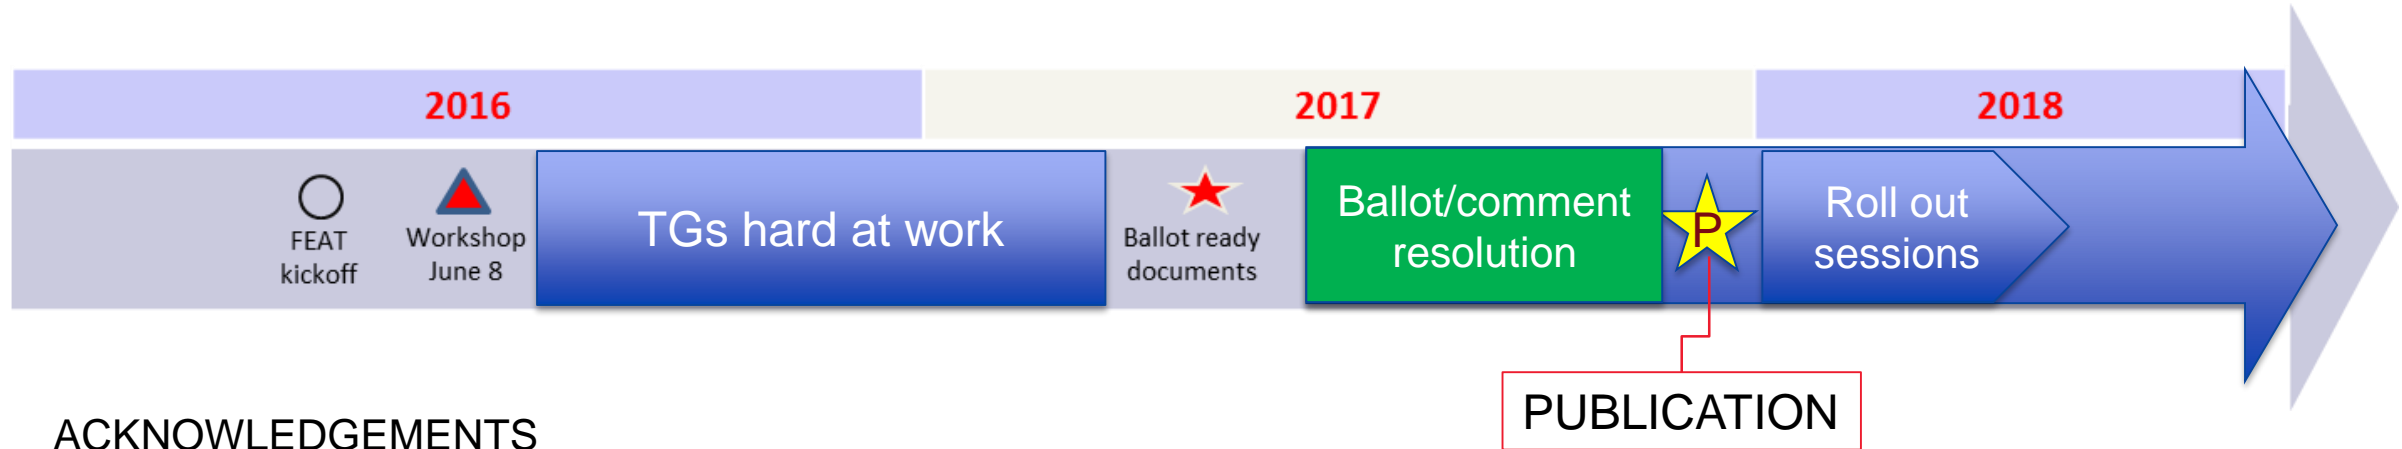 2016
2017
2018
FEAT
kickoff
Workshop
June 8
TGs hard at work
Ballot ready
documents
Ballot/comment
resolution
P
Roll out
sessions
PUBLICATION
ACKNOWLEDGEMENTS